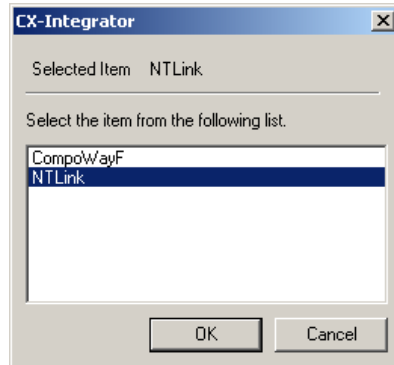 CX-Integrator
Selected Item NTLink
Select the item from the following list.
CompoWayF
NTLink
OK Cancel